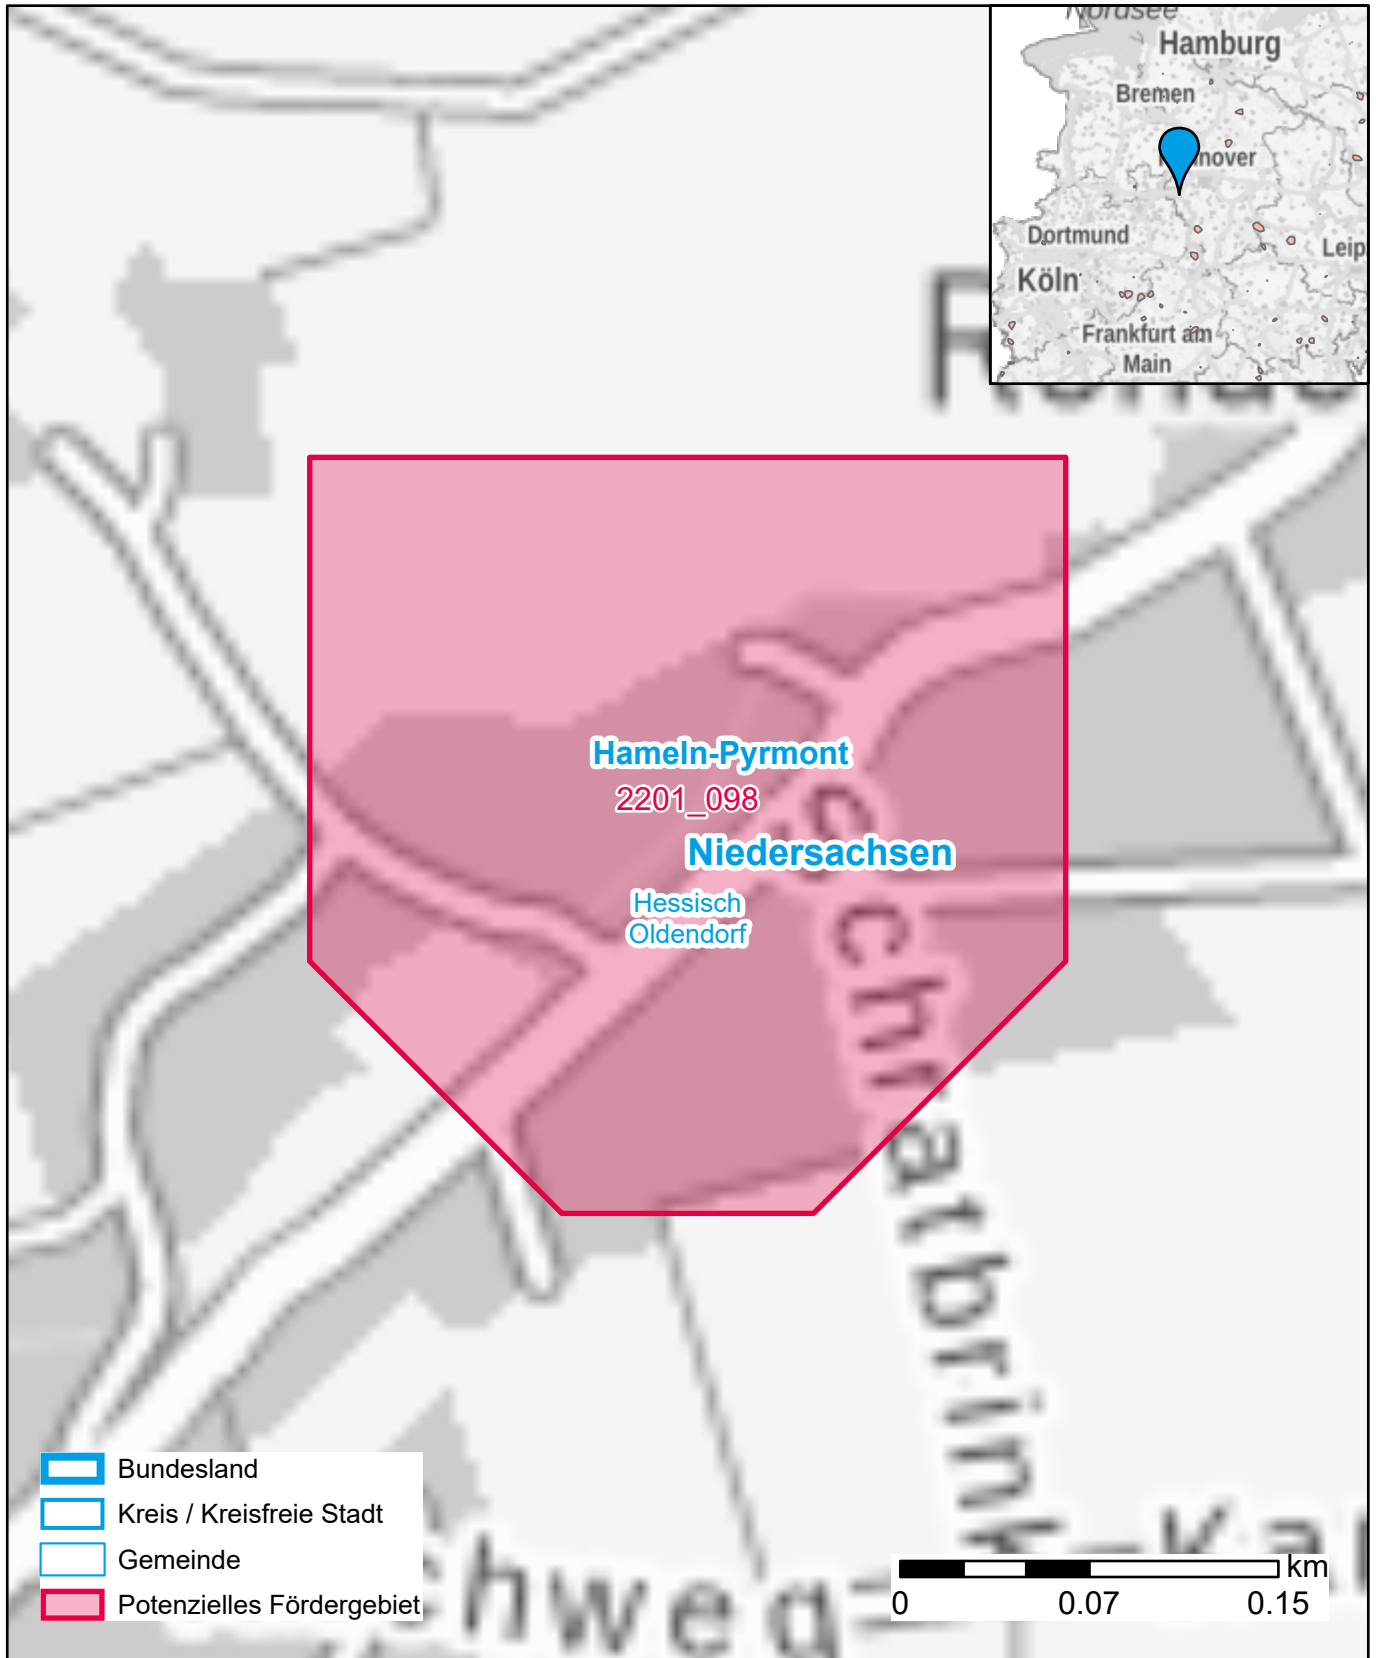 Nordsee
Hamburg
Bremen
Dortmund
Leip
Köln
Frankfurt am
Main
Hameln-Pyrmont
2201_098
Niedersachsen
Hessisch
Oldendorf
Bundesland
Kreis / Kreisfreie Stadt
Gemeinde
Potenzielles Fördergebiet
km
0 0.07 0.15